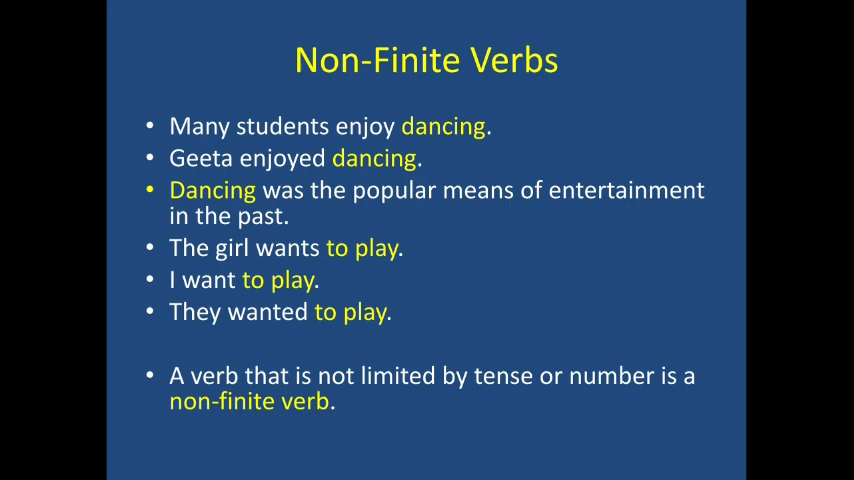 Non-Finite Verbs
• Many students enjoy dancing.
• Geeta enjoyed dancing.
• Dancing was the popular means of entertainment
in the past.
• The girl wants to play.
• I want to play.
• They wanted to play.
• A verb that is not limited by tense or number is a
non-finite verb.